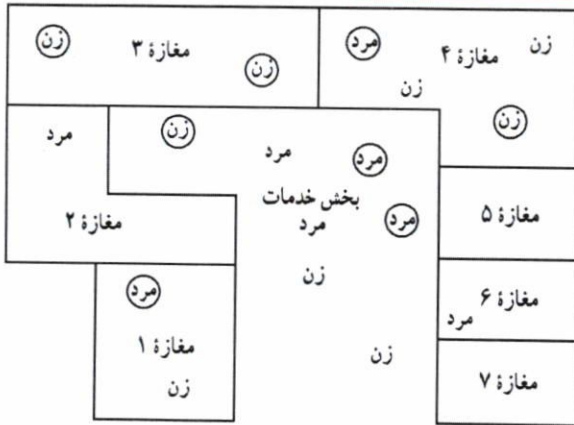 زن
مغازهٔ ۳
زن
مرد
مغازهٔ ۴
زن
زن
زن
مرد
زن
مرد
مرد
بخش خدمات
مرد
مرد
مغازهٔ ۲
مغازهٔ ۵
زن
مرد
مغازهٔ ۶
مرد
مغازهٔ ۱
زن
زن
مغازهٔ ۷